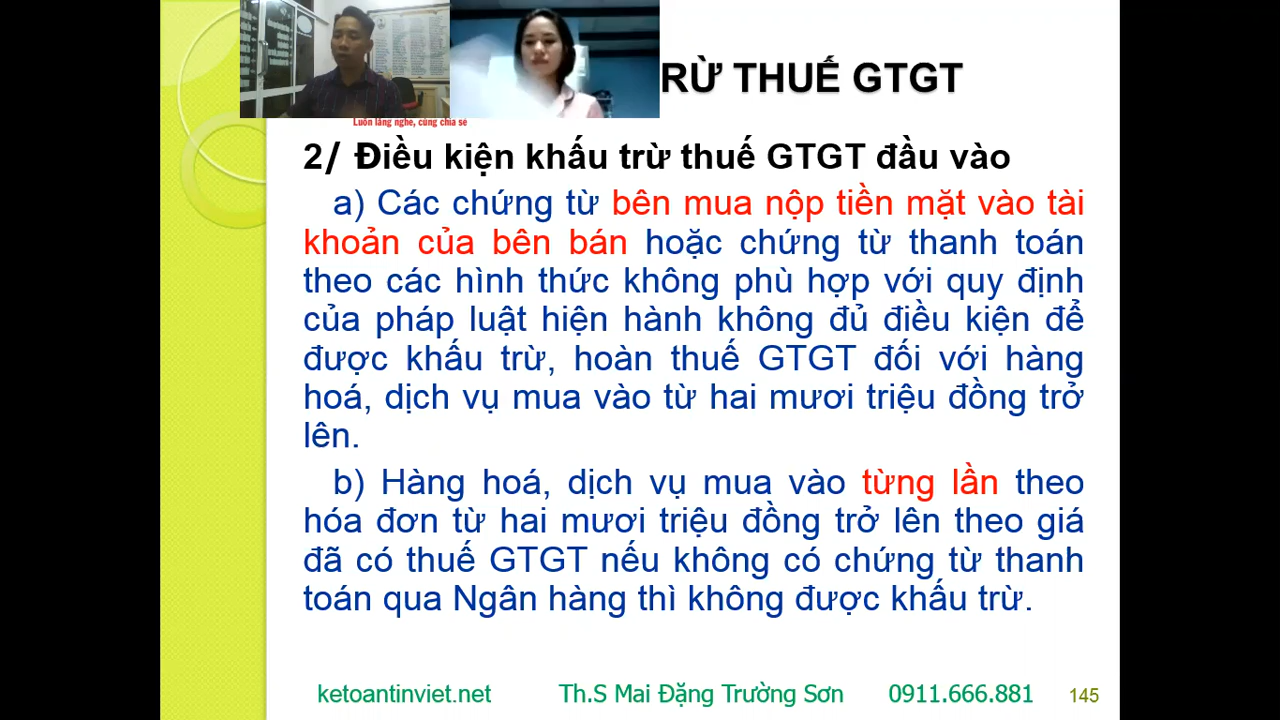 RỪ THUẾ GTGT
Luôn lắng nghe, cùng chia sẻ
2/ Điều kiện khấu trừ thuế GTGT đầu vào
a) Các chứng từ bên mua nộp tiền mặt vào tài
khoản của bên bán hoặc chứng từ thanh toán
theo các hình thức không phù hợp với quy định
của pháp luật hiện hành không đủ điều kiện để
được khấu trừ, hoàn thuế GTGT đối với hàng
hoá, dịch vụ mua vào từ hai mươi triệu đồng trở
lên.
b) Hàng hoá, dịch vụ mua vào từng lần theo
hóa đơn từ hai mươi triệu đồng trở lên theo giá
đã có thuế GTGT nếu không có chứng từ thanh
toán qua Ngân hàng thì không được khấu trừ.
ketoantinviet.net Th.S Mai Đặng Trường Sơn 0911.666.881 145